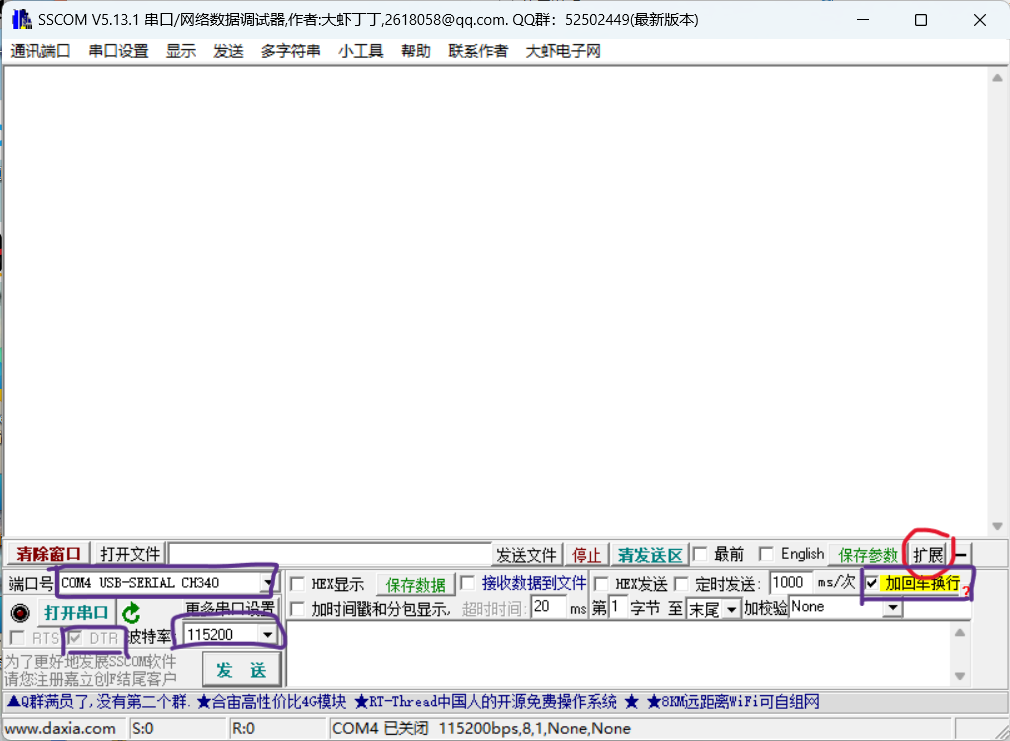 SSCOM V5.13.1 串口/网络数据调试器,作者:大虾丁丁,2618058@qq.com. QQ群：52502449(最新版本)
通讯端口 串口设置 显示 发送 多字符串 小工具 帮助 联系作者 大虾电子网
清除窗口 打开文件 发送文件 停止 清发送区 最前 English 保存参数 扩展 —
端口号 COM4 USB-SERIAL CH340 HEX显示 保存数据 接收数据到文件 HEX发送 定时发送: 1000 ms/次 加回车换行 ?
打开串口 更多串口设置 加时间戳和分包显示, 超时时间: 20 ms 第 1 字节 至 末尾 加校验 None
RTS DTR 波特率: 115200
为了更好地发展SSCOM软件
请您注册嘉立创F结尾客户
发 送
▲Q群满员了,没有第二个群. ★合宙高性价比4G模块 ★RT-Thread中国人的开源免费操作系统 ★ ★8KM远距离WiFi可自组网
www.daxia.com S:0 R:0 COM4 已关闭 115200bps,8,1,None,None